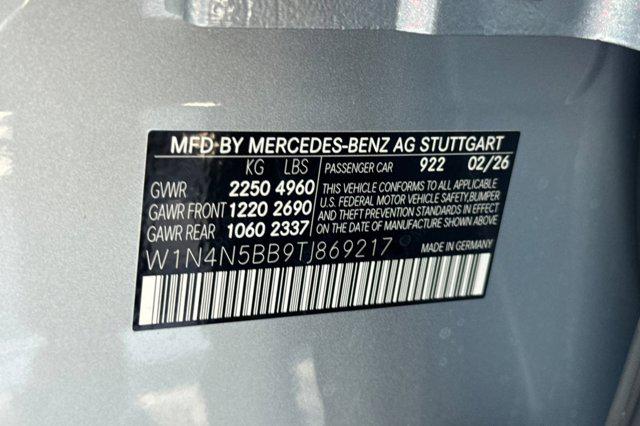 MFD BY MERCEDES-BENZ AG STUTTGART
KG LBS PASSENGER CAR 922 02/26
GVWR 2250 4960
GAWR FRONT 1220 2690
GAWR REAR 1060 2337
THIS VEHICLE CONFORMS TO ALL APPLICABLE
U.S. FEDERAL MOTOR VEHICLE SAFETY,BUMPER
AND THEFT PREVENTION STANDARDS IN EFFECT
ON DATE OF MANUFACTURE SHOWN ABOVE
W1N4N5BB9TJ869217 MADE IN GERMANY